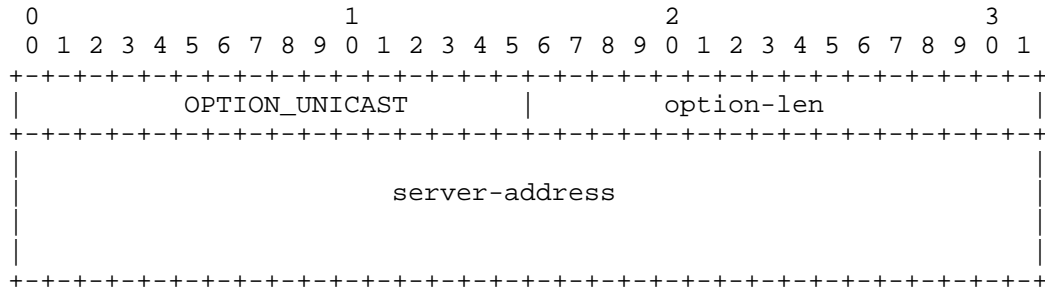 0                   1                   2                   3
 0 1 2 3 4 5 6 7 8 9 0 1 2 3 4 5 6 7 8 9 0 1 2 3 4 5 6 7 8 9 0 1
+-+-+-+-+-+-+-+-+-+-+-+-+-+-+-+-+-+-+-+-+-+-+-+-+-+-+-+-+-+-+-+-+
|          OPTION_UNICAST       |        option-len             |
+-+-+-+-+-+-+-+-+-+-+-+-+-+-+-+-+-+-+-+-+-+-+-+-+-+-+-+-+-+-+-+-+
|                                                               |
|                       server-address                          |
|                                                               |
|                                                               |
+-+-+-+-+-+-+-+-+-+-+-+-+-+-+-+-+-+-+-+-+-+-+-+-+-+-+-+-+-+-+-+-+